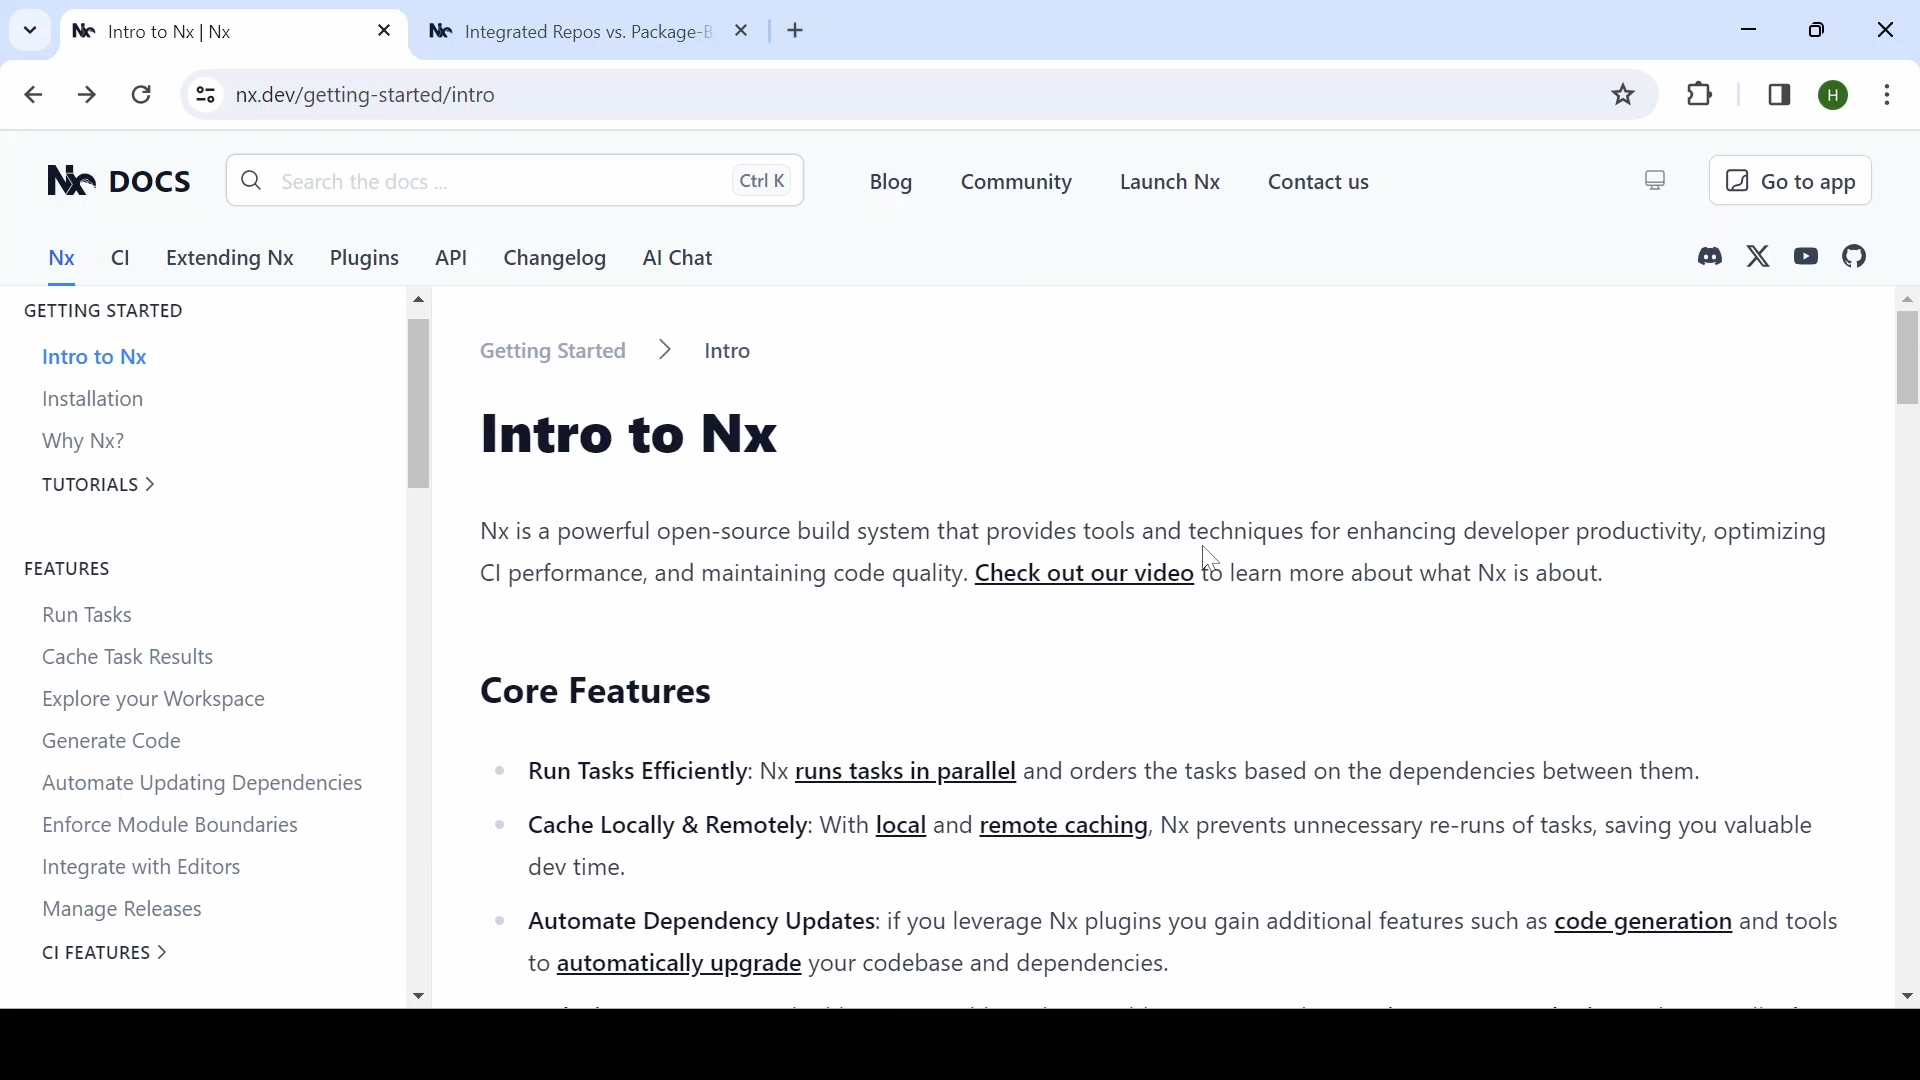 Intro to Nx | Nx
Integrated Repos vs. Package-B
nx.dev/getting-started/intro
H
Nx DOCS
Search the docs ...
Ctrl K
Blog
Community
Launch Nx
Contact us
Go to app
Nx
CI
Extending Nx
Plugins
API
Changelog
AI Chat
GETTING STARTED
Intro to Nx
Installation
Why Nx?
TUTORIALS
FEATURES
Run Tasks
Cache Task Results
Explore your Workspace
Generate Code
Automate Updating Dependencies
Enforce Module Boundaries
Integrate with Editors
Manage Releases
CI FEATURES
Getting Started > Intro
Intro to Nx
Nx is a powerful open-source build system that provides tools and techniques for enhancing developer productivity, optimizing
CI performance, and maintaining code quality. Check out our video to learn more about what Nx is about.
Core Features
Run Tasks Efficiently: Nx runs tasks in parallel and orders the tasks based on the dependencies between them.
Cache Locally & Remotely: With local and remote caching, Nx prevents unnecessary re-runs of tasks, saving you valuable
dev time.
Automate Dependency Updates: if you leverage Nx plugins you gain additional features such as code generation and tools
to automatically upgrade your codebase and dependencies.